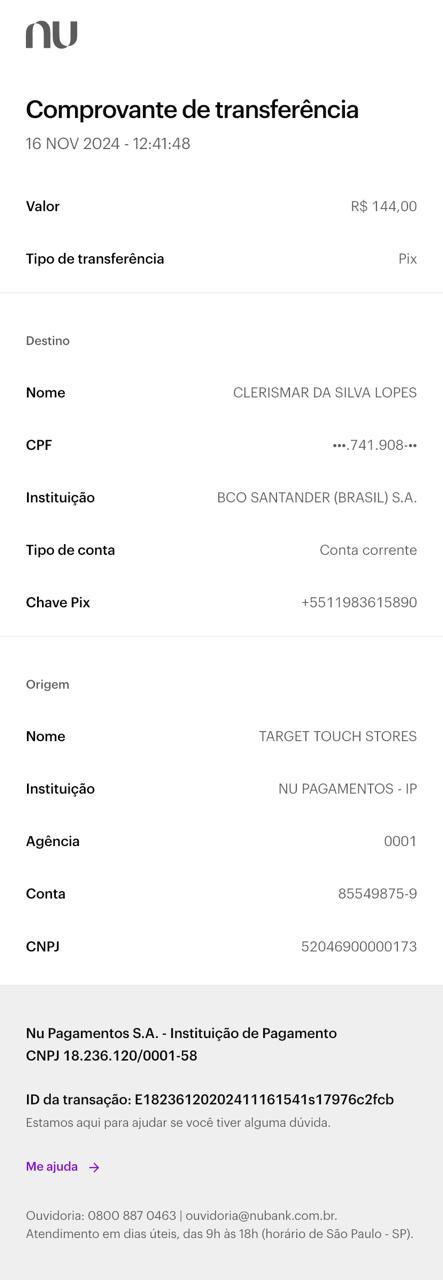 nu
Comprovante de transferência
16 NOV 2024 - 12:41:48
Valor R$ 144,00
Tipo de transferência Pix
Destino
Nome CLERISMAR DA SILVA LOPES
CPF •••.741.908-••
Instituição BCO SANTANDER (BRASIL) S.A.
Tipo de conta Conta corrente
Chave Pix +5511983615890
Origem
Nome TARGET TOUCH STORES
Instituição NU PAGAMENTOS - IP
Agência 0001
Conta 85549875-9
CNPJ 52046900000173
Nu Pagamentos S.A. - Instituição de Pagamento
CNPJ 18.236.120/0001-58
ID da transação: E18236120202411161541s17976c2fcb
Estamos aqui para ajudar se você tiver alguma dúvida.
Me ajuda →
Ouvidoria: 0800 887 0463 | ouvidoria@nubank.com.br.
Atendimento em dias úteis, das 9h às 18h (horário de São Paulo - SP).